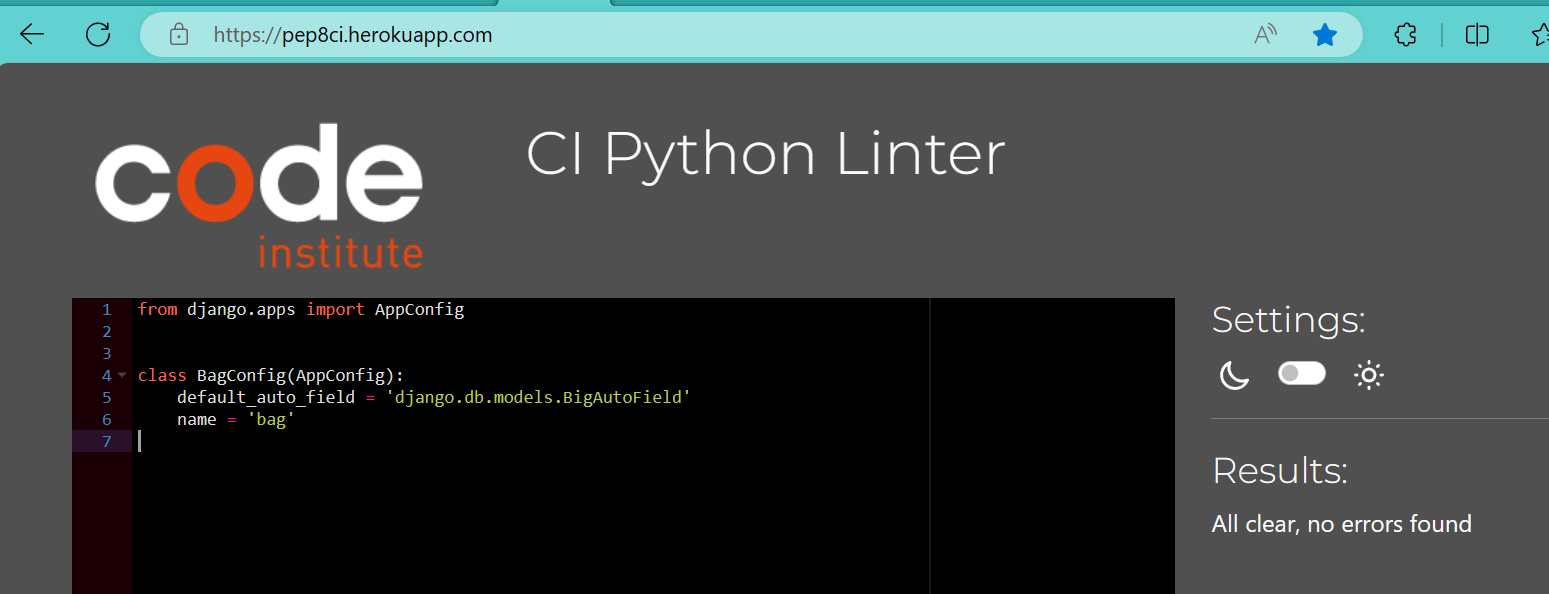 https://pep8ci.herokuapp.com
code
institute
CI Python Linter
1 from django.apps import AppConfig
2
3
4 class BagConfig(AppConfig):
5     default_auto_field = 'django.db.models.BigAutoField'
6     name = 'bag'
7
Settings:
Results:
All clear, no errors found